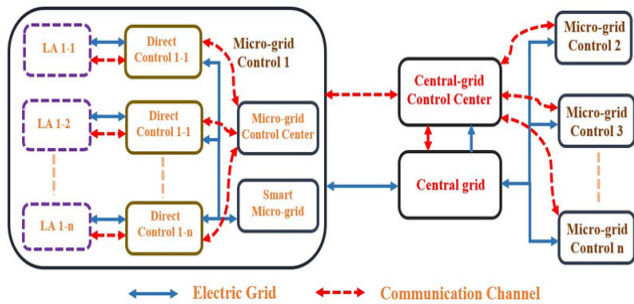 LA 1-1
Direct
Control 1-1
Micro-grid
Control 1
LA 1-2
Direct
Control 1-1
Micro-grid
Control Center
LA 1-n
Direct
Control 1-n
Smart
Micro-grid
Central-grid
Control Center
Central grid
Micro-grid
Control 2
Micro-grid
Control 3
Micro-grid
Control n
Electric Grid
Communication Channel